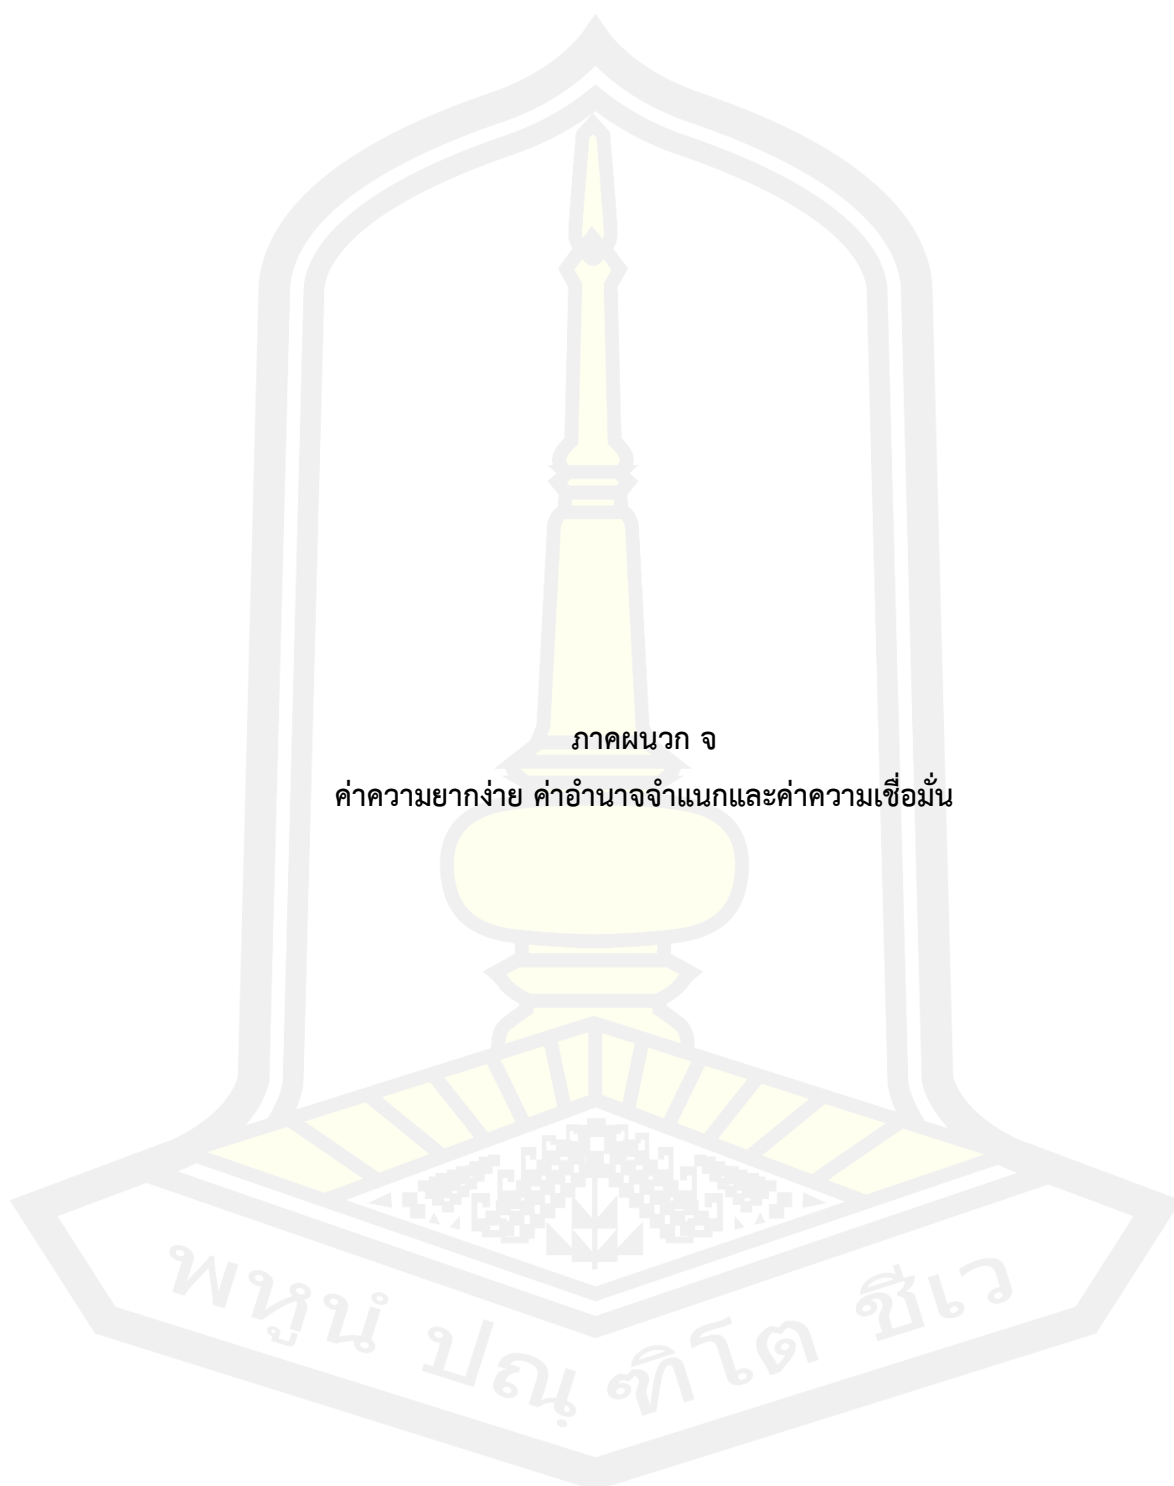 ภาคผนวก จ
ค่าความยากง่าย ค่าอำนาจจำแนกและค่าความเชื่อมั่น
พหูนํ ปณฺฑิโต ชีเว